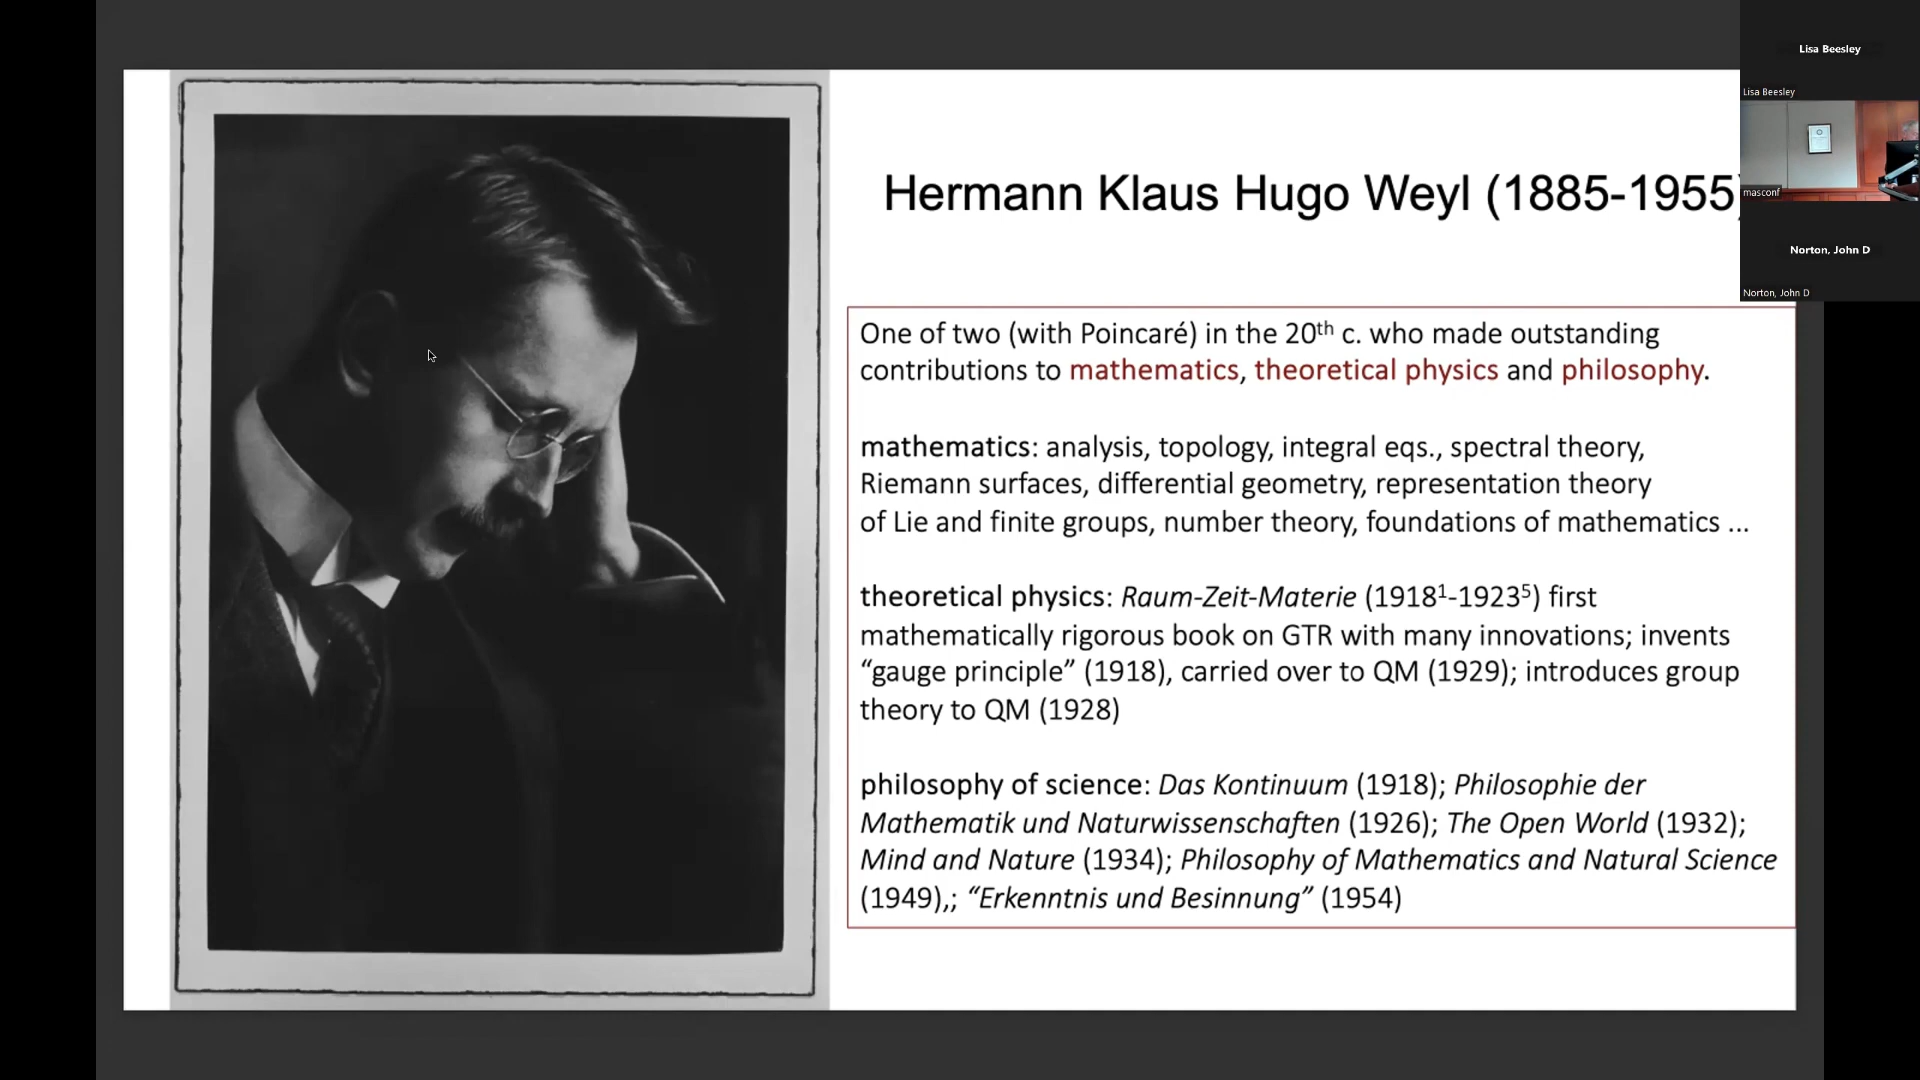 Hermann Klaus Hugo Weyl (1885-1955)
One of two (with Poincaré) in the 20th c. who made outstanding
contributions to mathematics, theoretical physics and philosophy.
mathematics: analysis, topology, integral eqs., spectral theory,
Riemann surfaces, differential geometry, representation theory
of Lie and finite groups, number theory, foundations of mathematics ...
theoretical physics: Raum-Zeit-Materie (1918¹-1923⁵) first
mathematically rigorous book on GTR with many innovations; invents
“gauge principle” (1918), carried over to QM (1929); introduces group
theory to QM (1928)
philosophy of science: Das Kontinuum (1918); Philosophie der
Mathematik und Naturwissenschaften (1926); The Open World (1932);
Mind and Nature (1934); Philosophy of Mathematics and Natural Science
(1949),; “Erkenntnis und Besinnung” (1954)
Lisa Beesley
Lisa Beesley
masconf
Norton, John D
Norton, John D